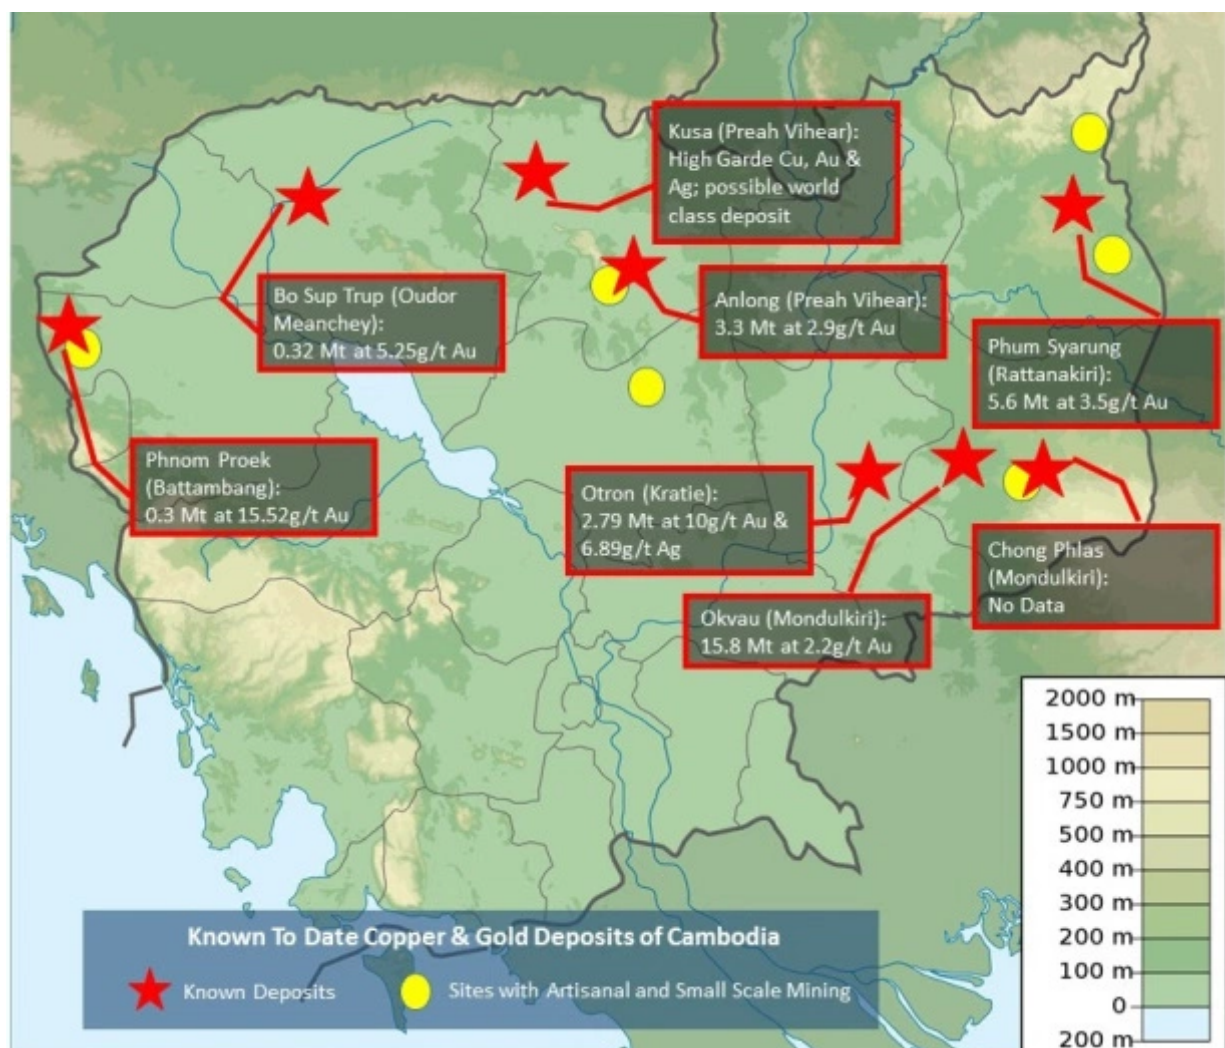 Kusa (Preah Vihear):
High Garde Cu, Au &
Ag; possible world
class deposit
Bo Sup Trup (Oudor
Meanchey):
0.32 Mt at 5.25g/t Au
Anlong (Preah Vihear):
3.3 Mt at 2.9g/t Au
Phum Syarung
(Rattanakiri):
5.6 Mt at 3.5g/t Au
Phnom Proek
(Battambang):
0.3 Mt at 15.52g/t Au
Otron (Kratie):
2.79 Mt at 10g/t Au &
6.89g/t Ag
Chong Phlas
(Mondulkiri):
No Data
Okvau (Mondulkiri):
15.8 Mt at 2.2g/t Au
2000 m
1500 m
1000 m
750 m
500 m
400 m
300 m
200 m
100 m
0
200 m
Known To Date Copper & Gold Deposits of Cambodia
Known Deposits
Sites with Artisanal and Small Scale Mining